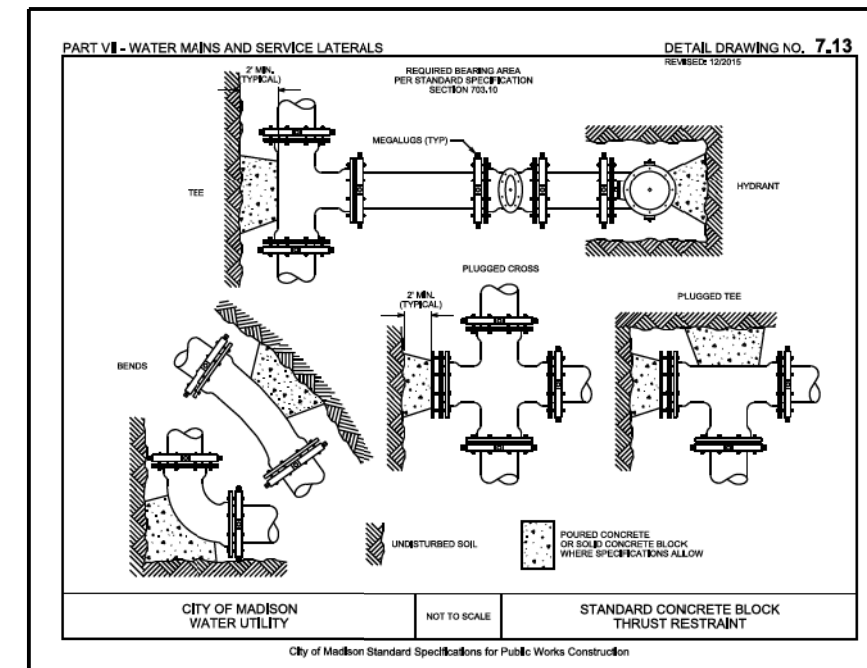 PART VII - WATER MAINS AND SERVICE LATERALS
DETAIL DRAWING NO. 7.13
REVISED: 12/2015
2' MIN.
(TYPICAL)
REQUIRED BEARING AREA
PER STANDARD SPECIFICATION
SECTION 703.10
MEGALUGS (TYP)
TEE
HYDRANT
PLUGGED CROSS
2' MIN.
(TYPICAL)
PLUGGED TEE
BENDS
UNDISTURBED SOIL
POURED CONCRETE
OR SOLID CONCRETE BLOCK
WHERE SPECIFICATIONS ALLOW
CITY OF MADISON
WATER UTILITY
NOT TO SCALE
STANDARD CONCRETE BLOCK
THRUST RESTRAINT
City of Madison Standard Specifications for Public Works Construction